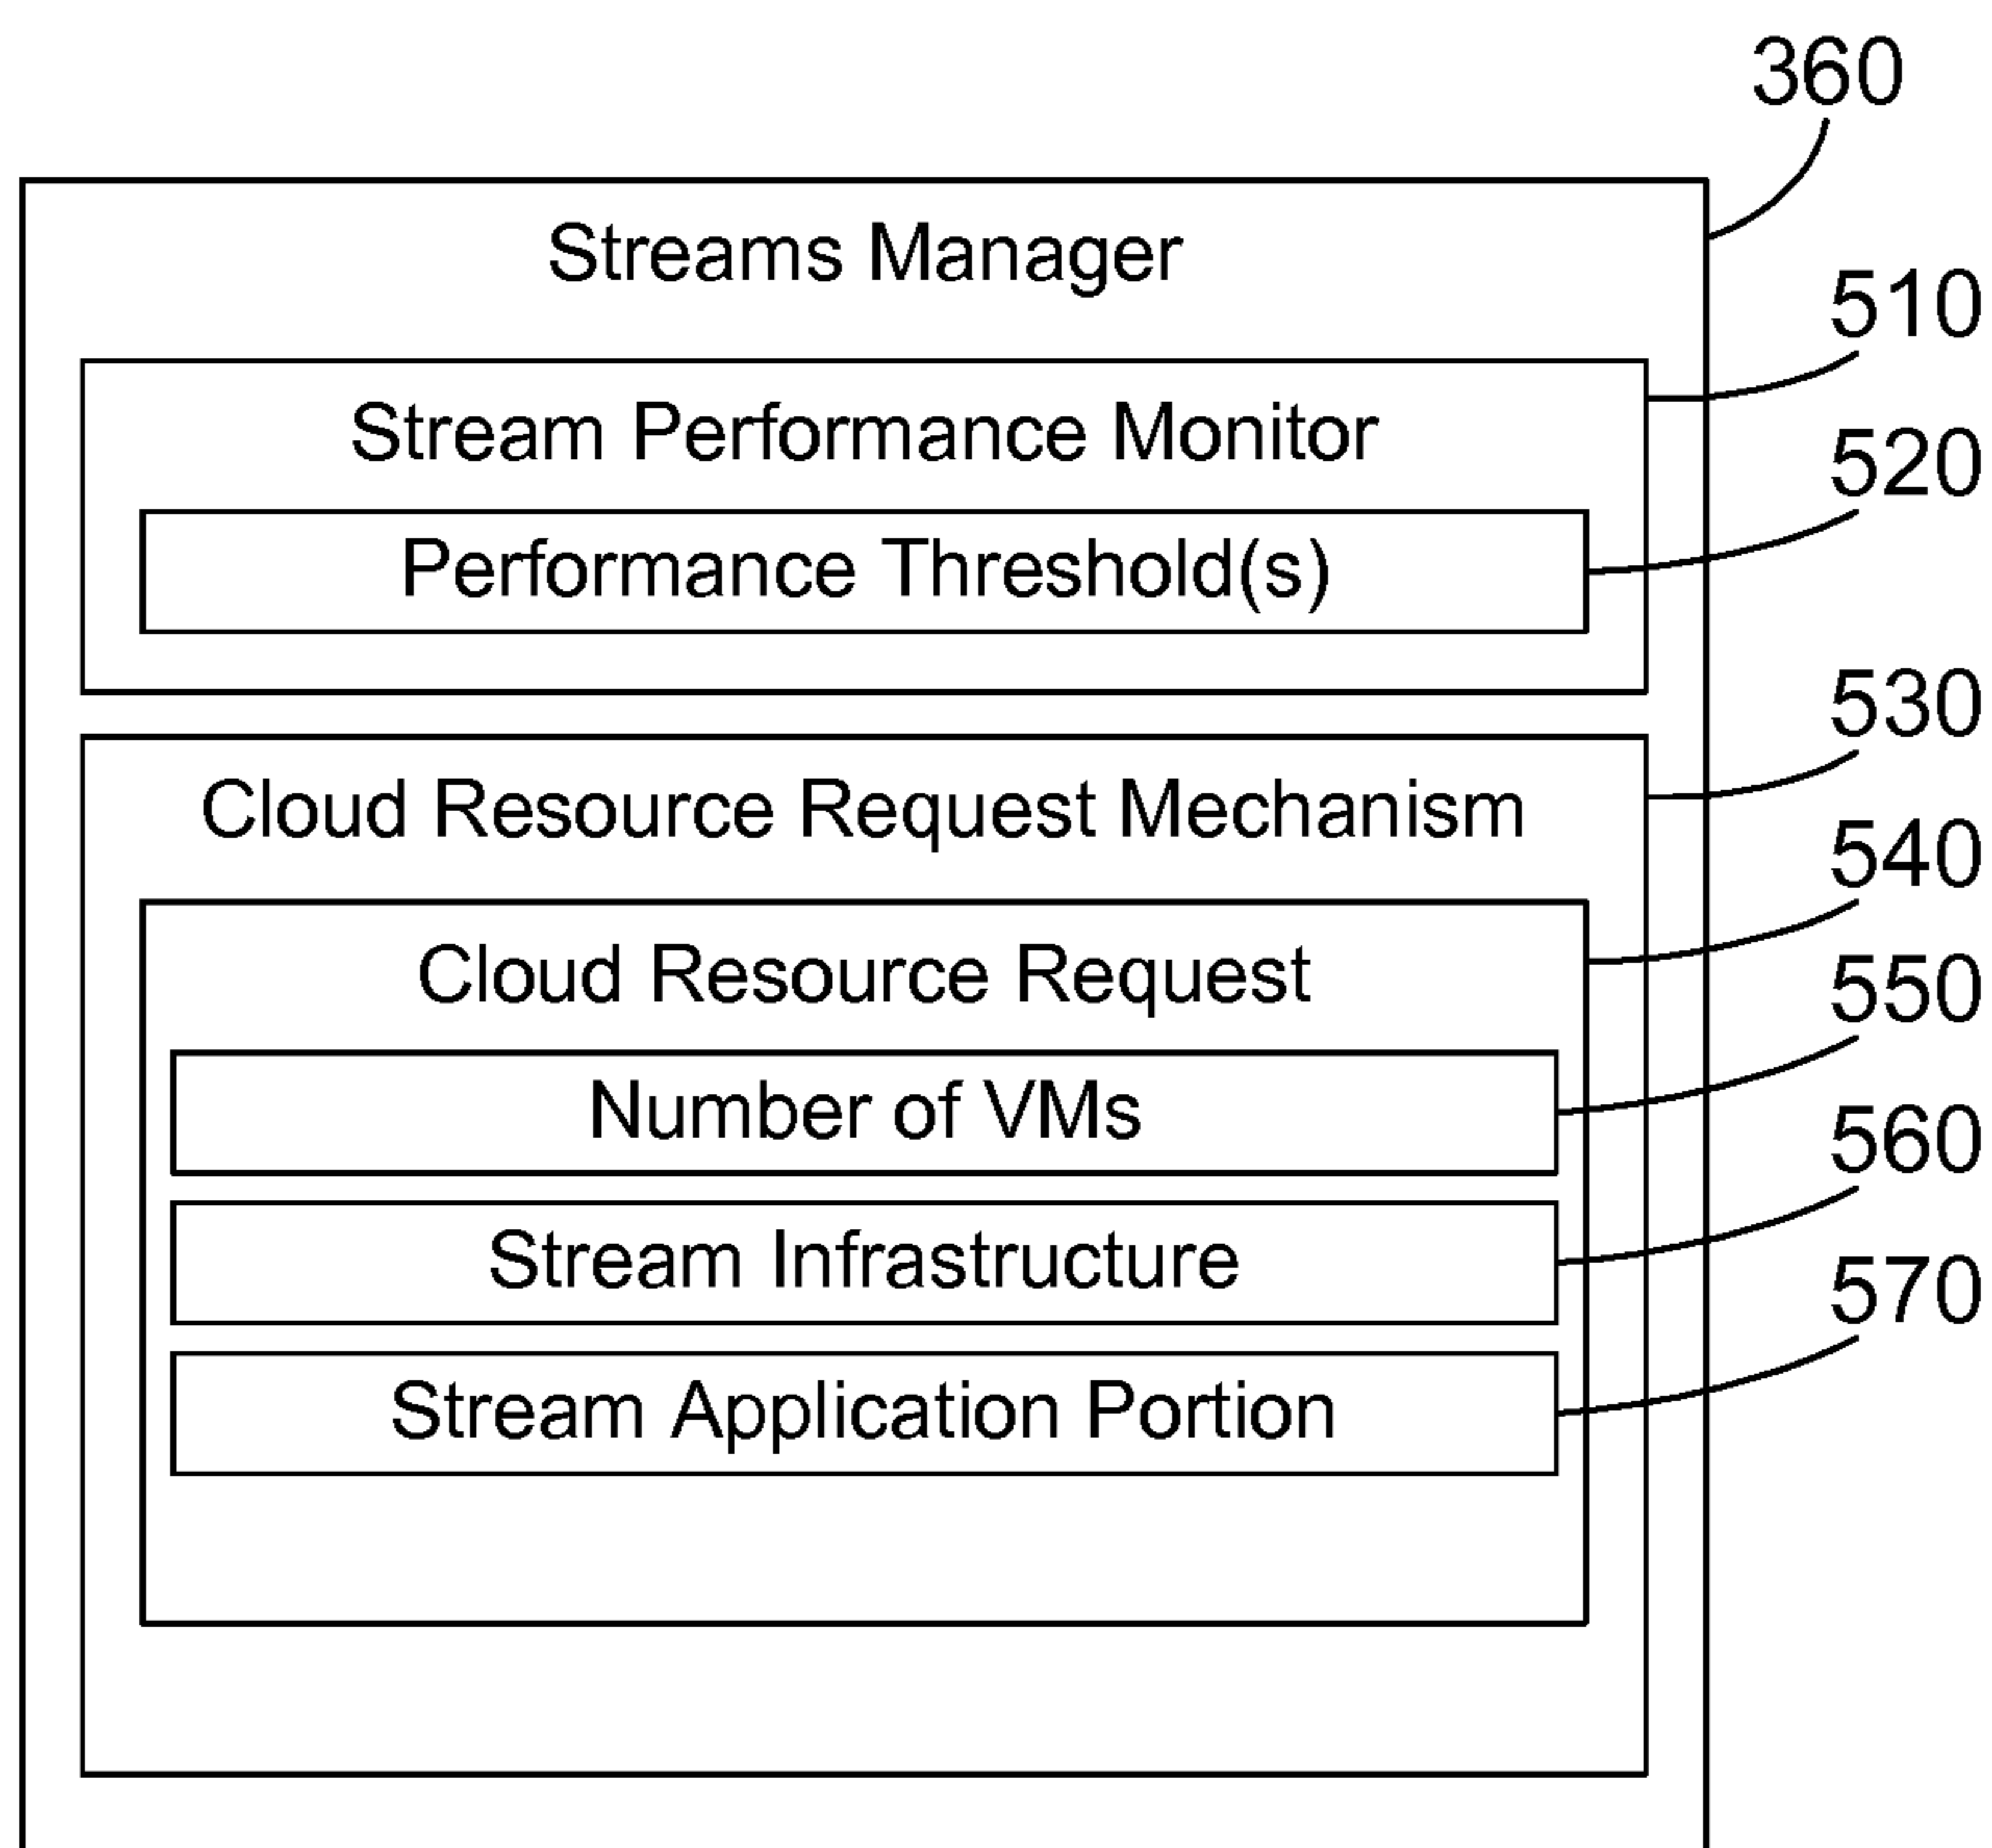 360
Streams Manager
510
Stream Performance Monitor
520
Performance Threshold(s)
530
Cloud Resource Request Mechanism
540
Cloud Resource Request
550
Number of VMs
560
Stream Infrastructure
570
Stream Application Portion